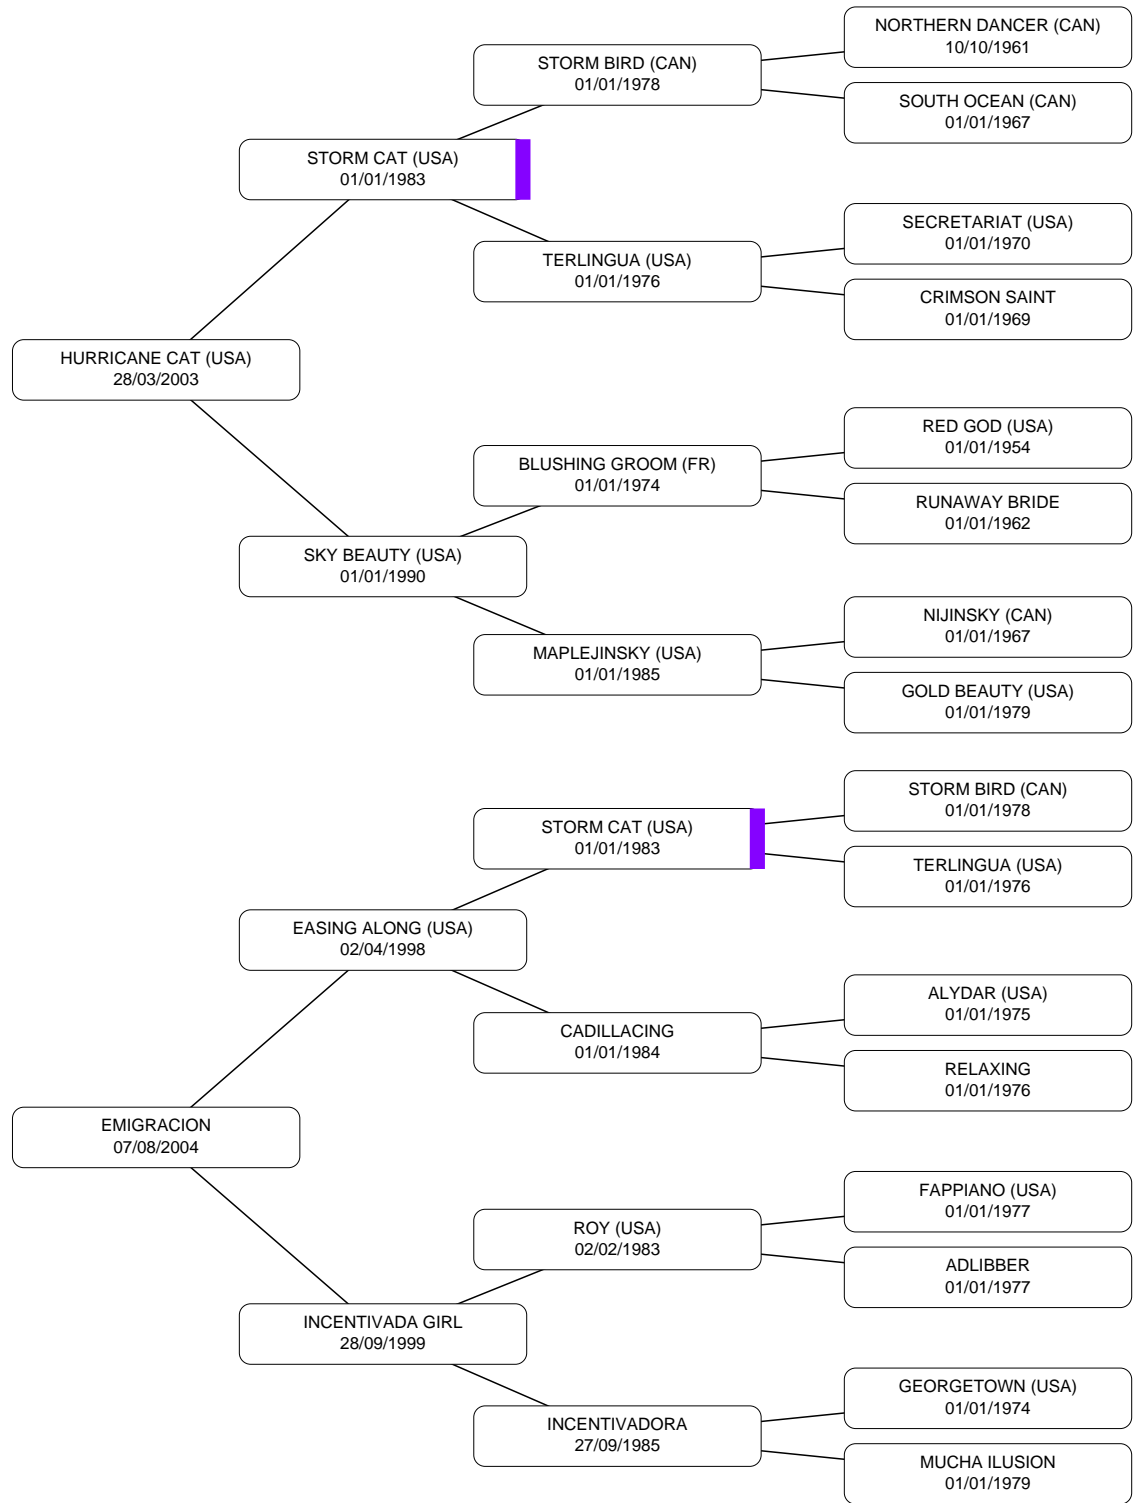 NORTHERN DANCER (CAN)
10/10/1961
STORM BIRD (CAN)
01/01/1978
SOUTH OCEAN (CAN)
01/01/1967
STORM CAT (USA)
01/01/1983
SECRETARIAT (USA)
01/01/1970
TERLINGUA (USA)
01/01/1976
CRIMSON SAINT
01/01/1969
HURRICANE CAT (USA)
28/03/2003
RED GOD (USA)
01/01/1954
BLUSHING GROOM (FR)
01/01/1974
RUNAWAY BRIDE
01/01/1962
SKY BEAUTY (USA)
01/01/1990
NIJINSKY (CAN)
01/01/1967
MAPLEJINSKY (USA)
01/01/1985
GOLD BEAUTY (USA)
01/01/1979
STORM BIRD (CAN)
01/01/1978
STORM CAT (USA)
01/01/1983
TERLINGUA (USA)
01/01/1976
EASING ALONG (USA)
02/04/1998
ALYDAR (USA)
01/01/1975
CADILLACING
01/01/1984
RELAXING
01/01/1976
EMIGRACION
07/08/2004
FAPPIANO (USA)
01/01/1977
ROY (USA)
02/02/1983
ADLIBBER
01/01/1977
INCENTIVADA GIRL
28/09/1999
GEORGETOWN (USA)
01/01/1974
INCENTIVADORA
27/09/1985
MUCHA ILUSION
01/01/1979